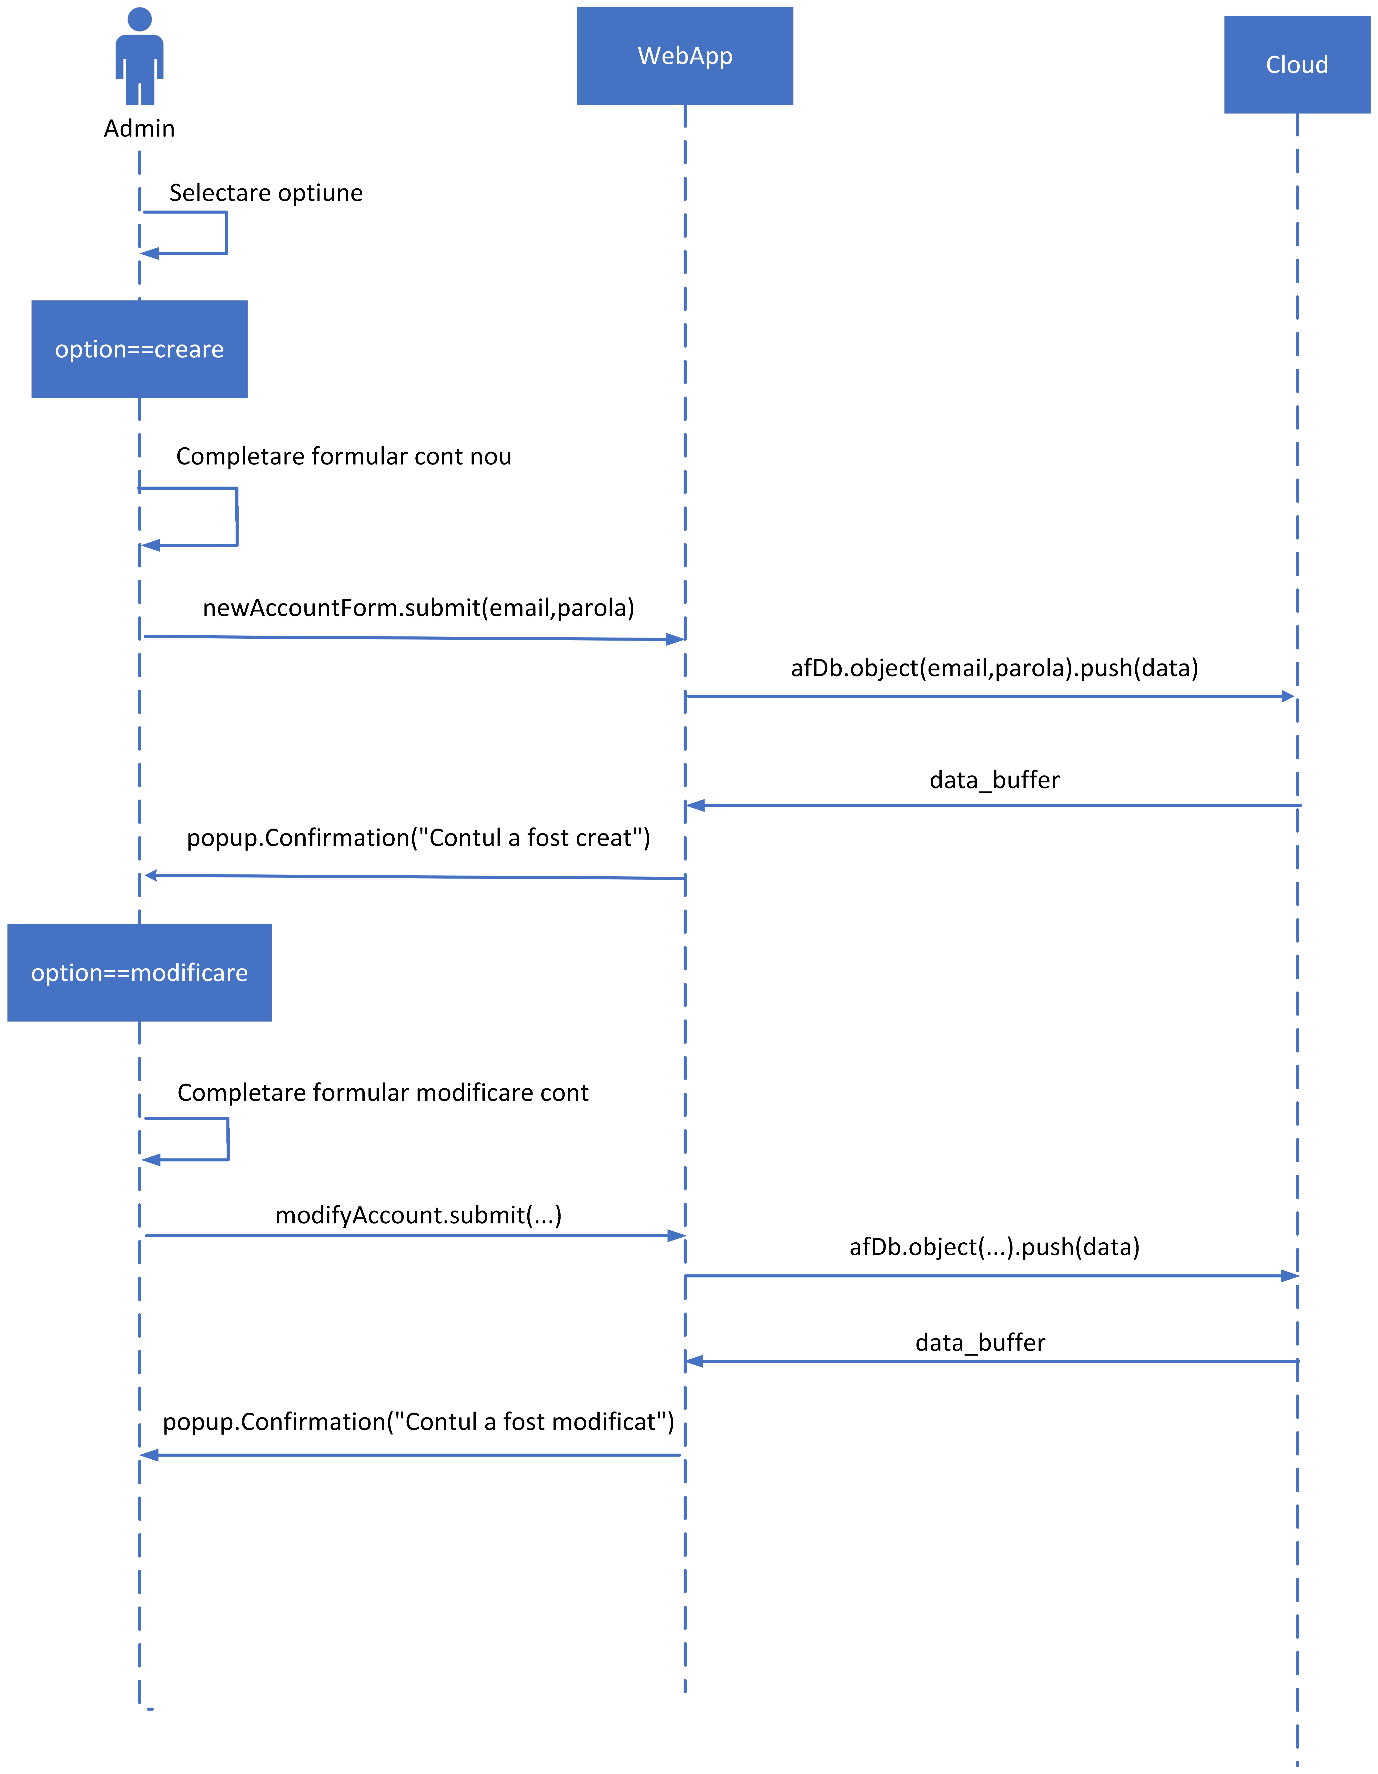 WebApp
Cloud
Admin
Selectare optiune
option==creare
Completare formular cont nou
newAccountForm.submit(email,parola)
afDb.object(email,parola).push(data)
data_buffer
popup.Confirmation("Contul a fost creat")
option==modificare
Completare formular modificare cont
modifyAccount.submit(...)
afDb.object(...).push(data)
data_buffer
popup.Confirmation("Contul a fost modificat")